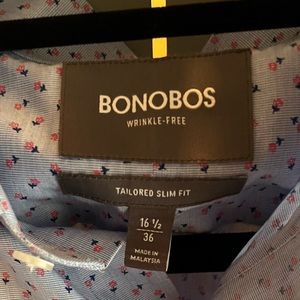 BONOBOS
WRINKLE-FREE
TAILORED SLIM FIT
16 ½
36
MADE IN
MALAYSIA